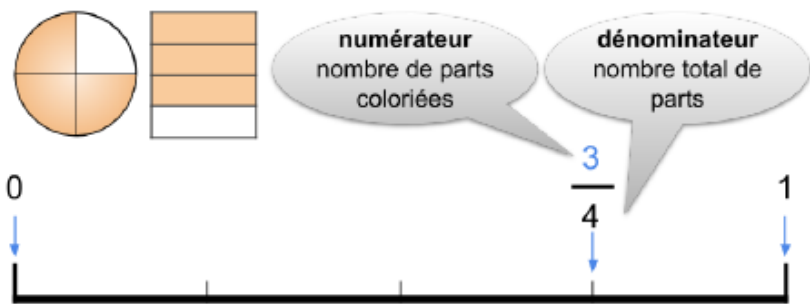 numérateur
nombre de parts
coloriées
dénominateur
nombre total de
parts
0
3
4
1